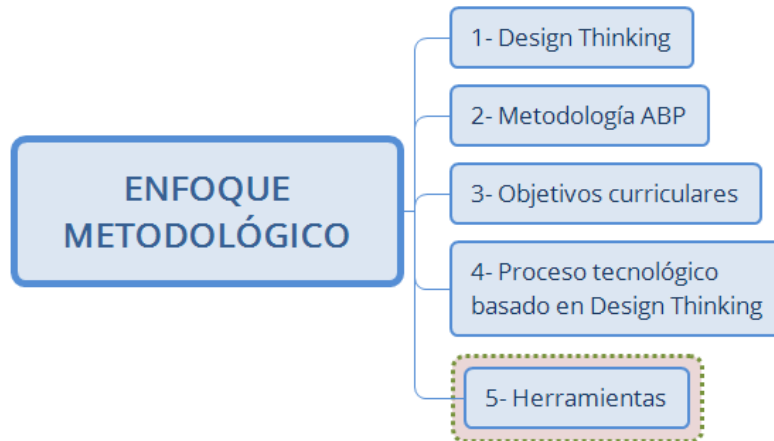 ENFOQUE
METODOLÓGICO
1- Design Thinking
2- Metodología ABP
3- Objetivos curriculares
4- Proceso tecnológico
basado en Design Thinking
5- Herramientas